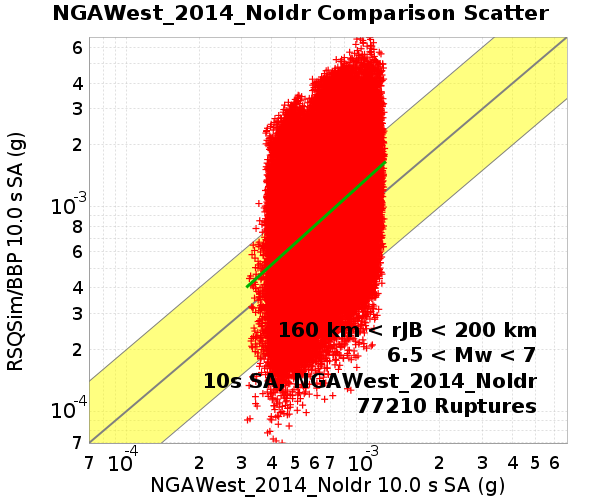 NGAWest_2014_NoIdr Comparison Scatter
6
4
3
2
10-3
8
6
4
3
2
10-4
7
RSQSim/BBP 10.0 s SA (g)
160 km < rJB < 200 km
6.5 < Mw < 7
10s SA, NGAWest_2014_NoIdr
77210 Ruptures
7 10-4 2 3 4 5 6 7 10-3 2 3 4 5 6
NGAWest_2014_NoIdr 10.0 s SA (g)